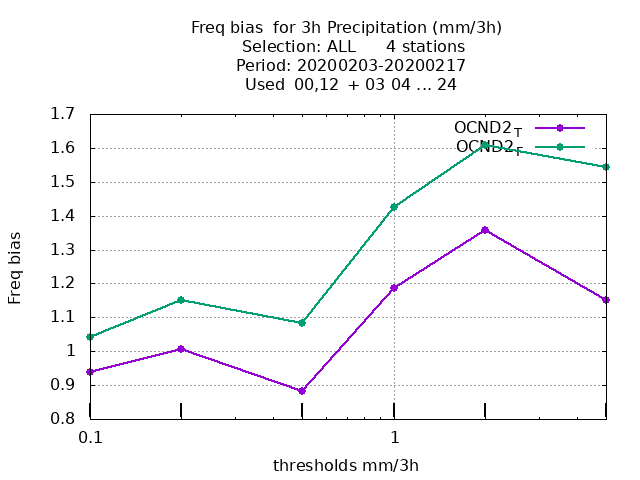 Freq bias  for 3h Precipitation (mm/3h)
Selection: ALL      4 stations
Period: 20200203-20200217
Used  00,12  + 03 04 ... 24
1.7
1.6
1.5
1.4
1.3
1.2
1.1
1
0.9
0.8
Freq bias
OCND2T
OCND2F
0.1
1
thresholds mm/3h